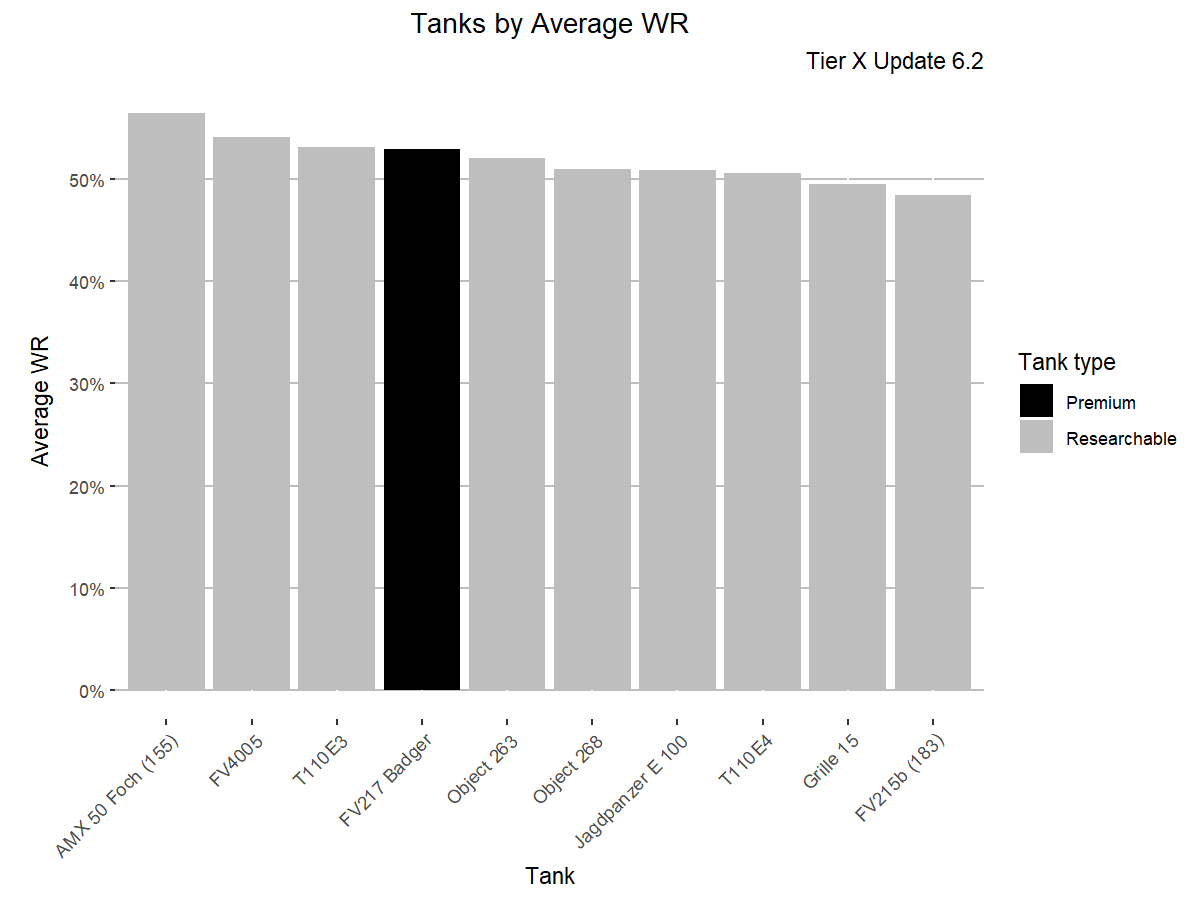 Tanks by Average WR
Tier X Update 6.2
Average WR
50%
40%
30%
20%
10%
0%
AMX 50 Foch (155)
FV4005
T110E3
FV217 Badger
Object 263
Object 268
Jagdpanzer E 100
T110E4
Grille 15
FV215b (183)
Tank
Tank type
Premium
Researchable